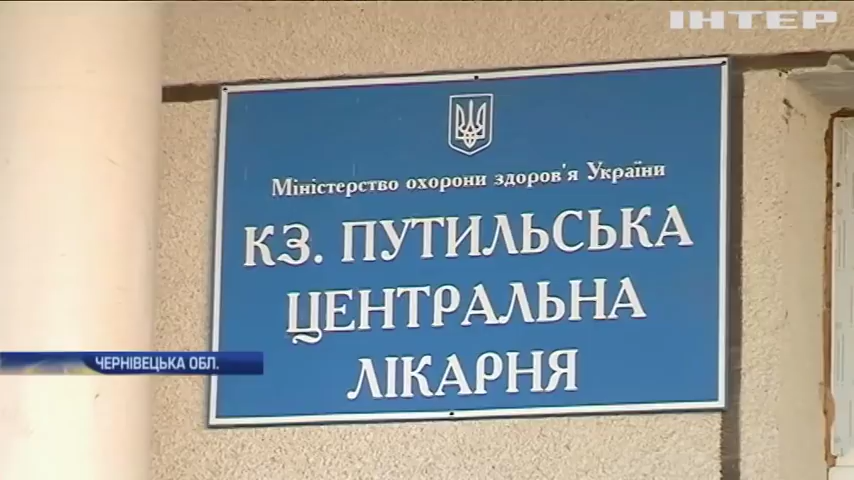 ІНТЕР
Міністерство охорони здоров'я України
КЗ. ПУТИЛЬСЬКА
ЦЕНТРАЛЬНА
ЛІКАРНЯ
ЧЕРНІВЕЦЬКА ОБЛ.